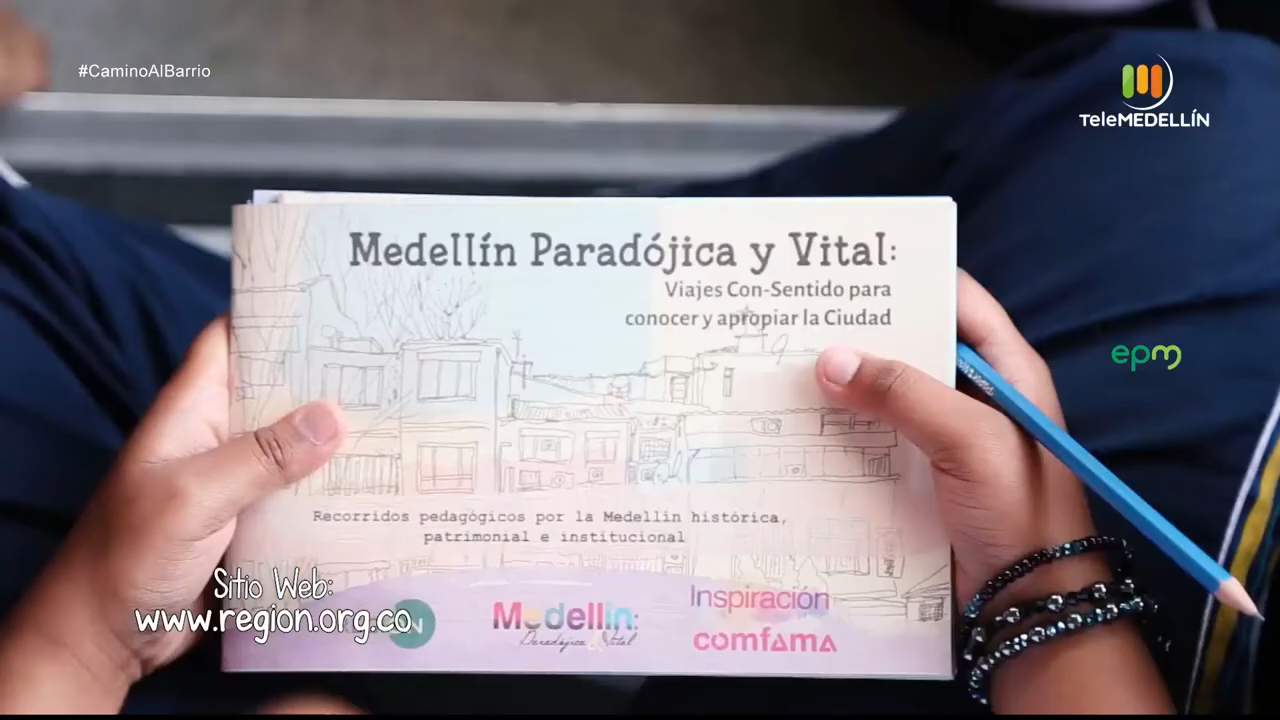 #CaminoAlBarrio
TeleMEDELLÍN
epm
Medellín Paradójica y Vital:
Viajes Con-Sentido para
conocer y apropiar la Ciudad
Recorridos pedagógicos por la Medellín histórica,
patrimonial e institucional
Sitio Web:
www.region.org.co
Medellín:
Paradójica & Vital
Inspiración
comfama